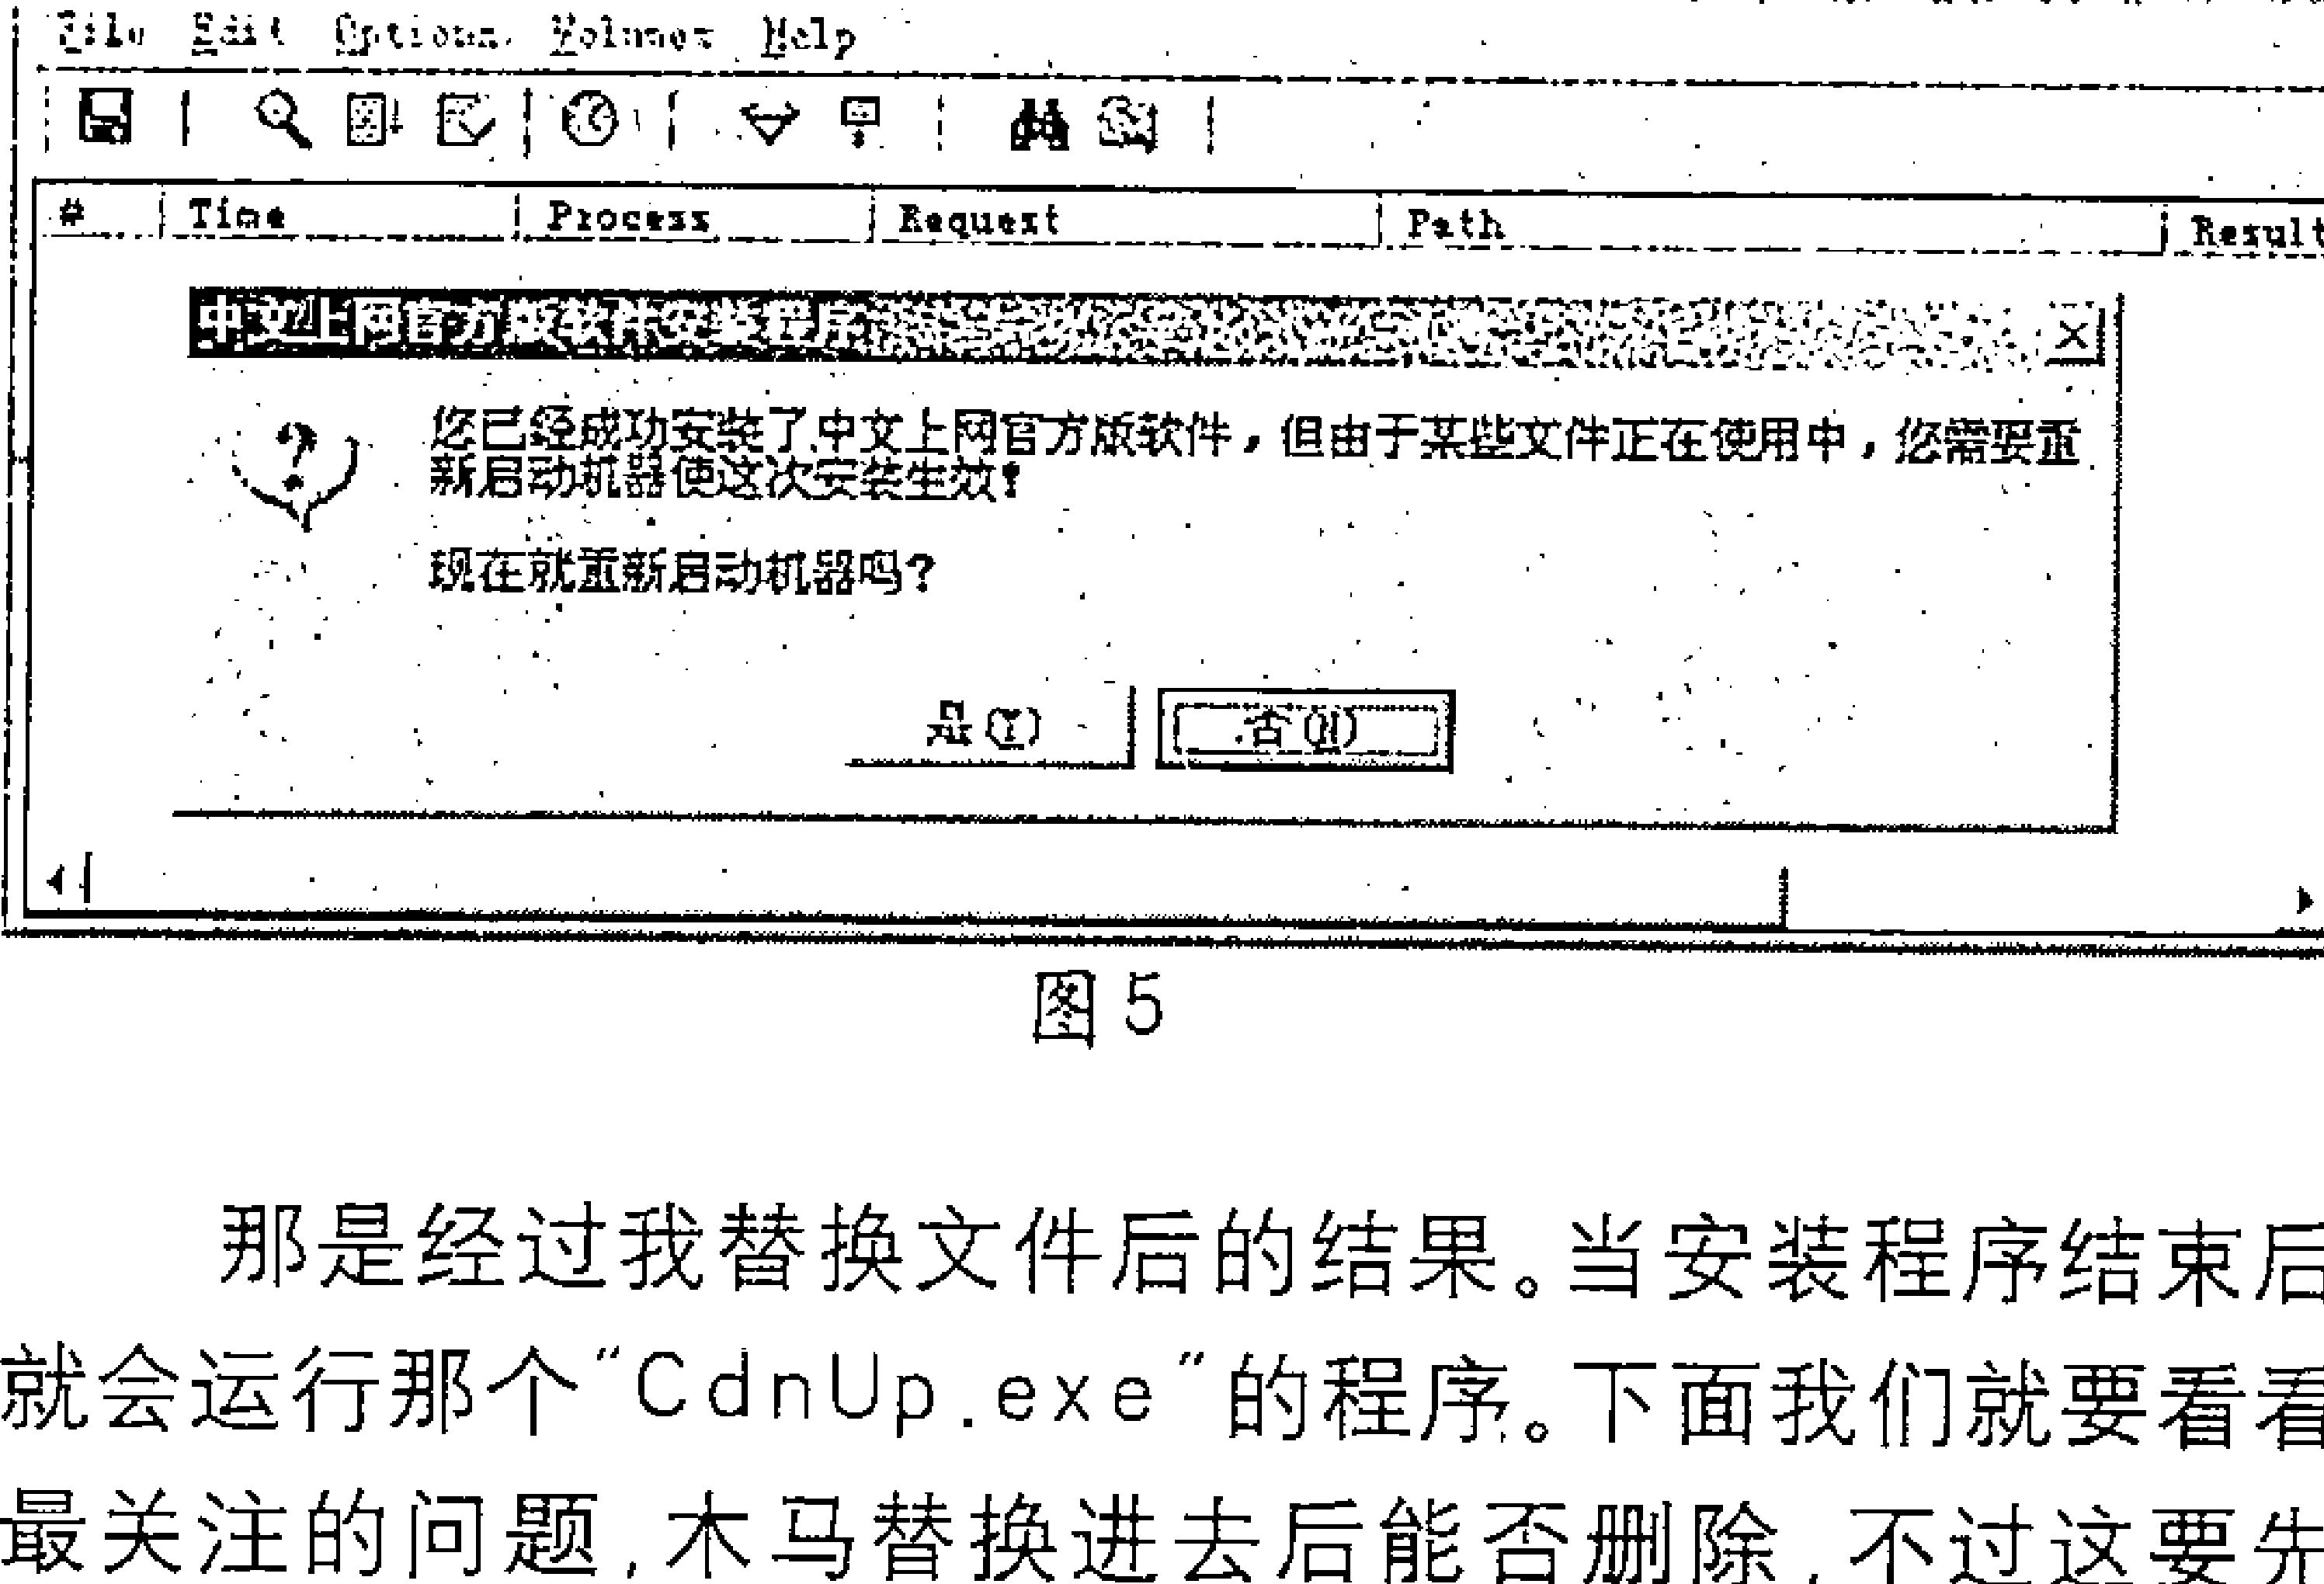 File Edit Options Volumes Help
# Time Process Request Path Result
中文上网官方版软件安装程序
您已经成功安装了中文上网官方版软件，但由于某些文件正在使用中，您需要重
新启动机器使这次安装生效！
现在就重新启动机器吗？
是(Y) 否(N)
图 5
那是经过我替换文件后的结果。当安装程序结束后
就会运行那个“CdnUp.exe”的程序。下面我们就要看看
最关注的问题,木马替换进去后能否删除,不过这要先